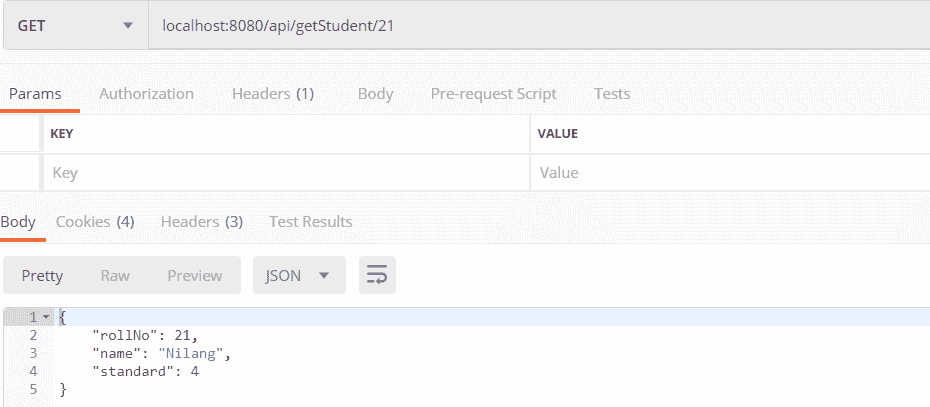 GET localhost:8080/api/getStudent/21
Params Authorization Headers (1) Body Pre-request Script Tests
KEY VALUE
Key Value
Body Cookies (4) Headers (3) Test Results
Pretty Raw Preview JSON
1 {
2 "rollNo": 21,
3 "name": "Nilang",
4 "standard": 4
5 }